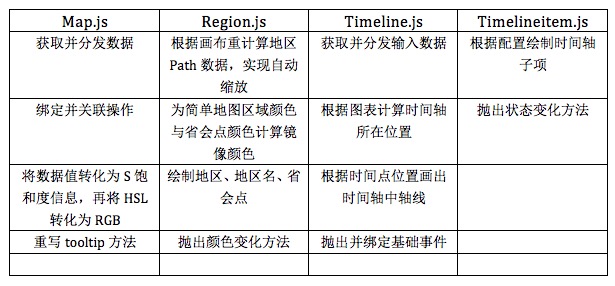 Map.js
Region.js
Timeline.js
Timelineitem.js
获取并分发数据
根据画布重计算地区
Path 数据，实现自动
缩放
获取并分发输入数据
根据配置绘制时间轴
子项
绑定并关联操作
为简单地图区域颜色
与省会点颜色计算镜
像颜色
根据图表计算时间轴
所在位置
抛出状态变化方法
将数据值转化为 S 饱
和度信息，再将 HSL
转化为 RGB
绘制地区、地区名、省
会点
根据时间点位置画出
时间轴中轴线
重写 tooltip 方法
抛出颜色变化方法
抛出并绑定基础事件